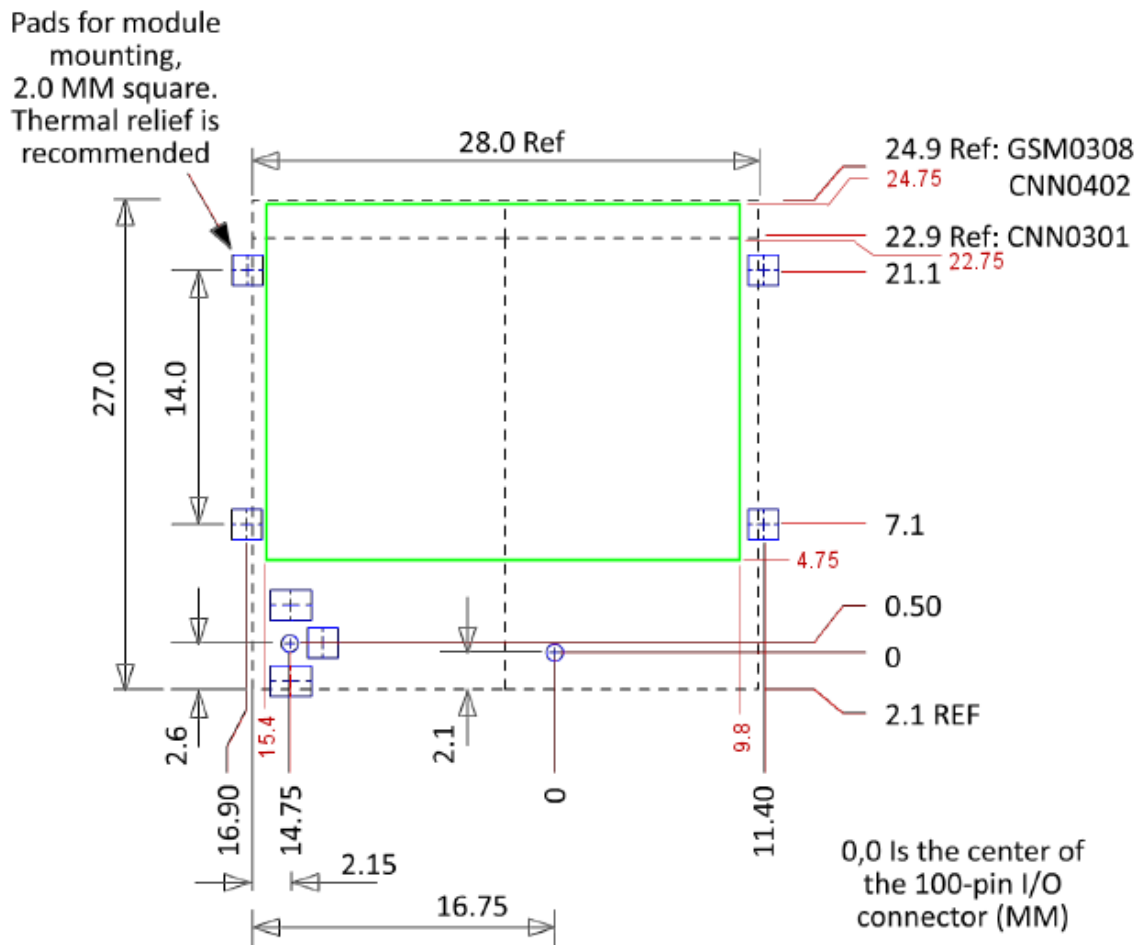 Pads for module
mounting,
2.0 MM square.
Thermal relief is
recommended
28.0 Ref
24.9 Ref: GSM0308
24.75
CNN0402
22.9 Ref: CNN0301
22.75
21.1
27.0
14.0
7.1
4.75
0.50
0
2.1 REF
2.6
15.4
2.1
9.8
16.90
14.75
0
11.40
2.15
16.75
0,0 Is the center of
the 100-pin I/O
connector (MM)